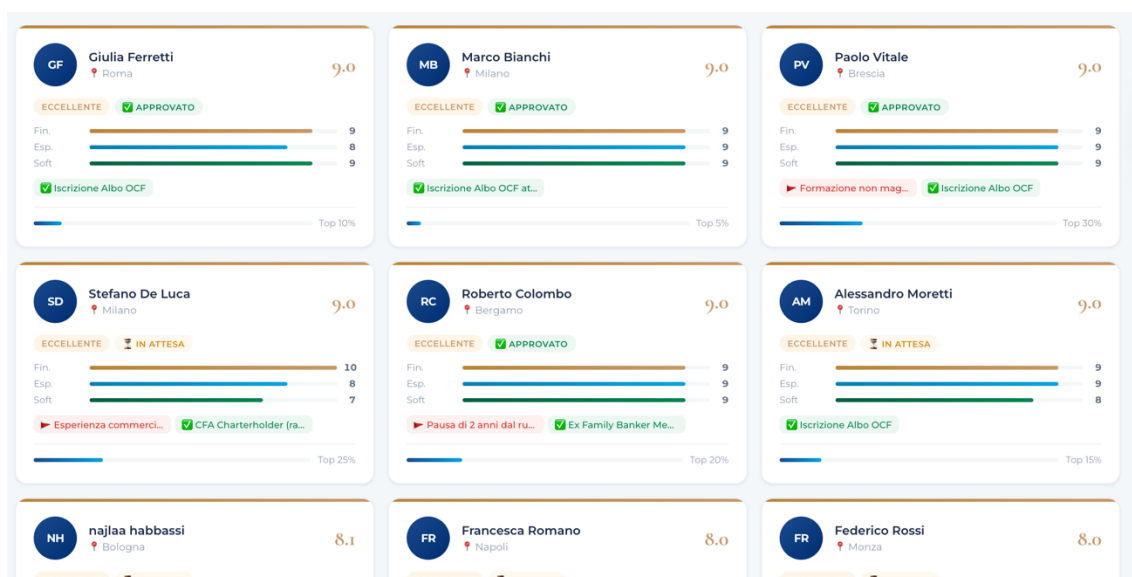 GF
Giulia Ferretti
Roma
9.0
ECCELLENTE
APPROVATO
Fin. 9
Esp. 8
Soft 9
Iscrizione Albo OCF
Top 10%
MB
Marco Bianchi
Milano
9.0
ECCELLENTE
APPROVATO
Fin. 9
Esp. 9
Soft 9
Iscrizione Albo OCF at...
Top 5%
PV
Paolo Vitale
Brescia
9.0
ECCELLENTE
APPROVATO
Fin. 9
Esp. 9
Soft 9
Formazione non mag...
Iscrizione Albo OCF
Top 30%
SD
Stefano De Luca
Milano
9.0
ECCELLENTE
IN ATTESA
Fin. 10
Esp. 8
Soft 7
Esperienza commerci...
CFA Charterholder (ra...
Top 25%
RC
Roberto Colombo
Bergamo
9.0
ECCELLENTE
APPROVATO
Fin. 9
Esp. 9
Soft 9
Pausa di 2 anni dal ru...
Ex Family Banker Me...
Top 20%
AM
Alessandro Moretti
Torino
9.0
ECCELLENTE
IN ATTESA
Fin. 9
Esp. 9
Soft 8
Iscrizione Albo OCF
Top 15%
NH
najlaa habbassi
Bologna
8.1
FR
Francesca Romano
Napoli
8.0
FR
Federico Rossi
Monza
8.0